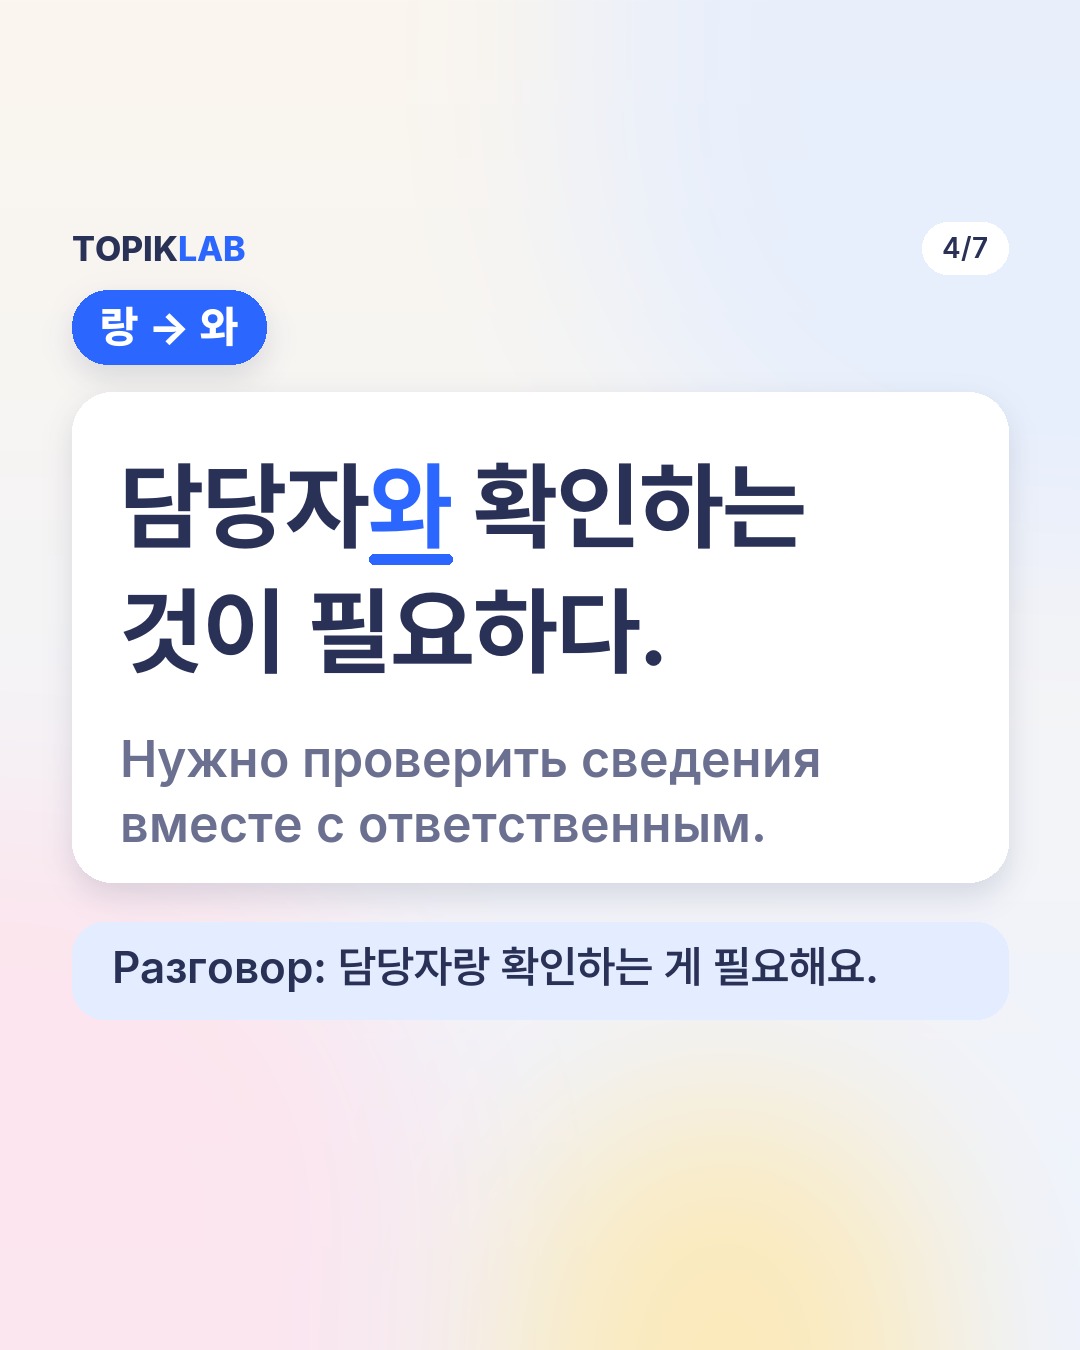 TOPIKLAB
4/7
랑 → 와
담당자와 확인하는
것이 필요하다.
Нужно проверить сведения
вместе с ответственным.
Разговор: 담당자랑 확인하는 게 필요해요.